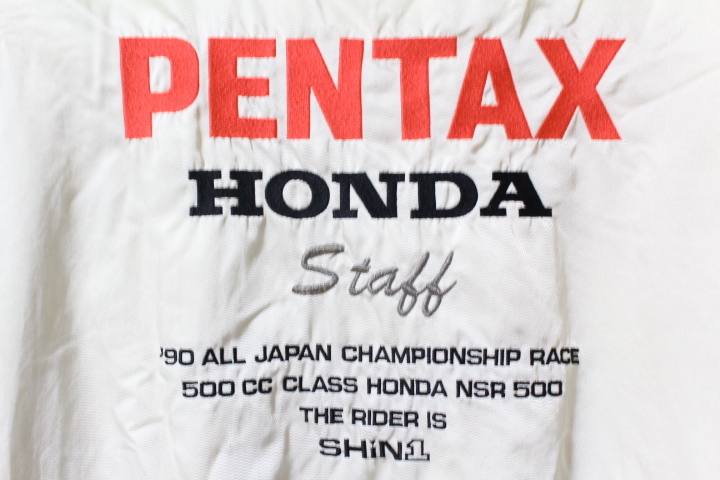 PENTAX
HONDA
Staff
'90 ALL JAPAN CHAMPIONSHIP RACE
500 CC CLASS HONDA NSR 500
THE RIDER IS
SHiN1